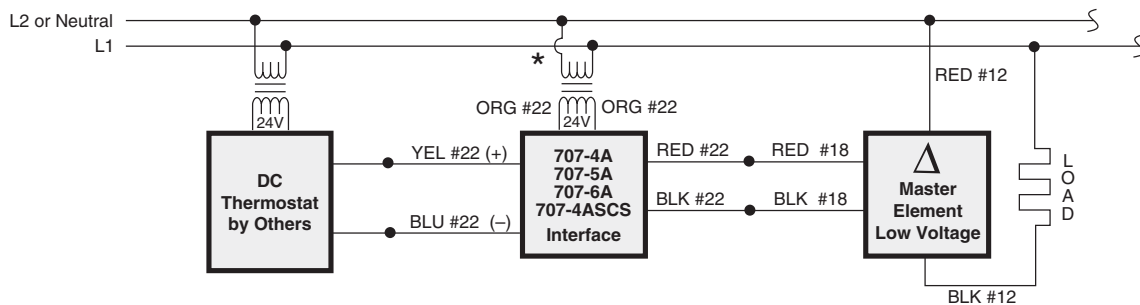 L2 or Neutral
L1
*
RED #12
ORG #22
ORG #22
24V
24V
DC
Thermostat
by Others
YEL #22 (+)
BLU #22 (–)
707-4A
707-5A
707-6A
707-4ASCS
Interface
RED #22
RED #18
BLK #22
BLK #18
Δ
Master
Element
Low Voltage
LOAD
BLK #12